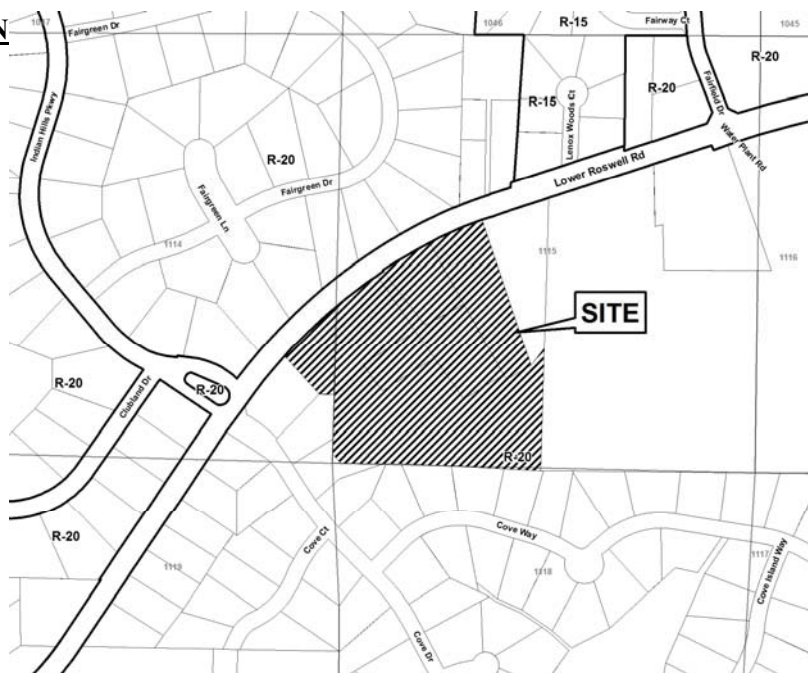 1047
Fairgreen Dr
1046
R-15
Fairway Ct
1045
N
R-20
R-20
R-15
R-20
Fairfield Dr
Indian Hills Pkwy
Lenox Woods Ct
Water Plant Rd
R-20
Lower Roswell Rd
Fairgreen Dr
Fairgreen Ln
1114
1115
1116
SITE
R-20
R-20
Clubland Dr
R-20
R-20
Cove Way
Cove Ct
1119
1118
1117
Cove Island Way
Cove Dr